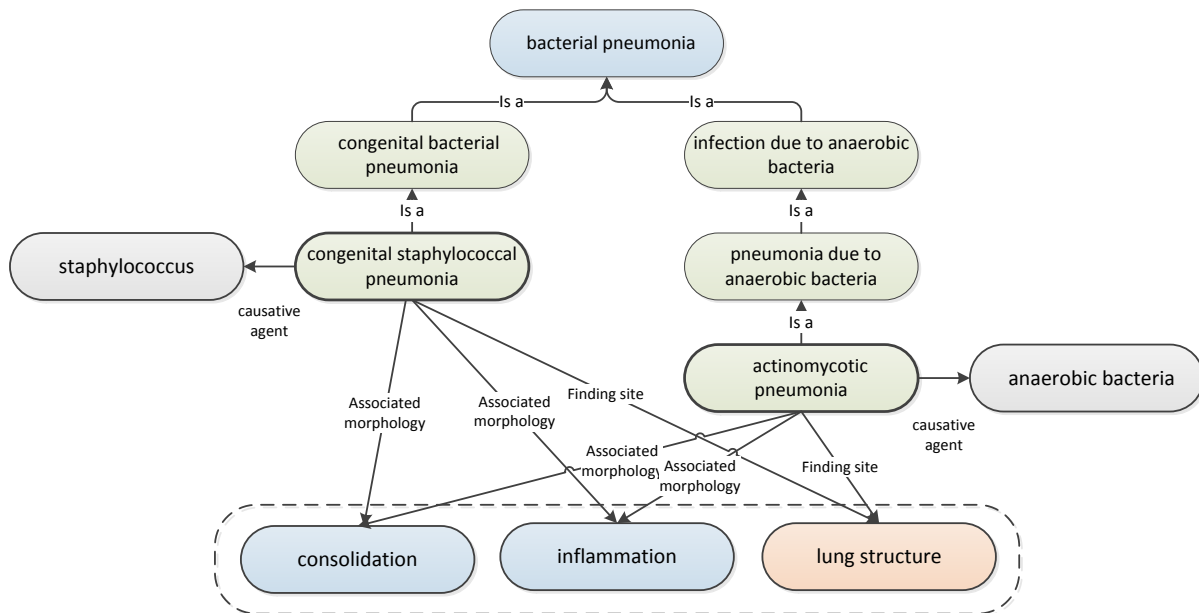 bacterial pneumonia
Is a
Is a
congenital bacterial
pneumonia
infection due to anaerobic
bacteria
Is a
Is a
staphylococcus
congenital staphylococcal
pneumonia
pneumonia due to
anaerobic bacteria
causative
agent
Is a
actinomycotic
pneumonia
anaerobic bacteria
Finding site
Associated
morphology
Associated
morphology
causative
agent
Associated
morphology
Associated
morphology
Finding site
consolidation
inflammation
lung structure